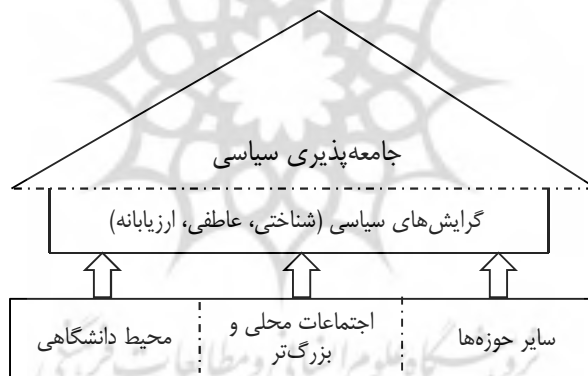 جامعه‌پذیری سیاسی
گرایش‌های سیاسی (شناختی، عاطفی، ارزیابانه)
سایر حوزه‌ها
اجتماعات محلی و
بزرگ‌تر
محیط دانشگاهی